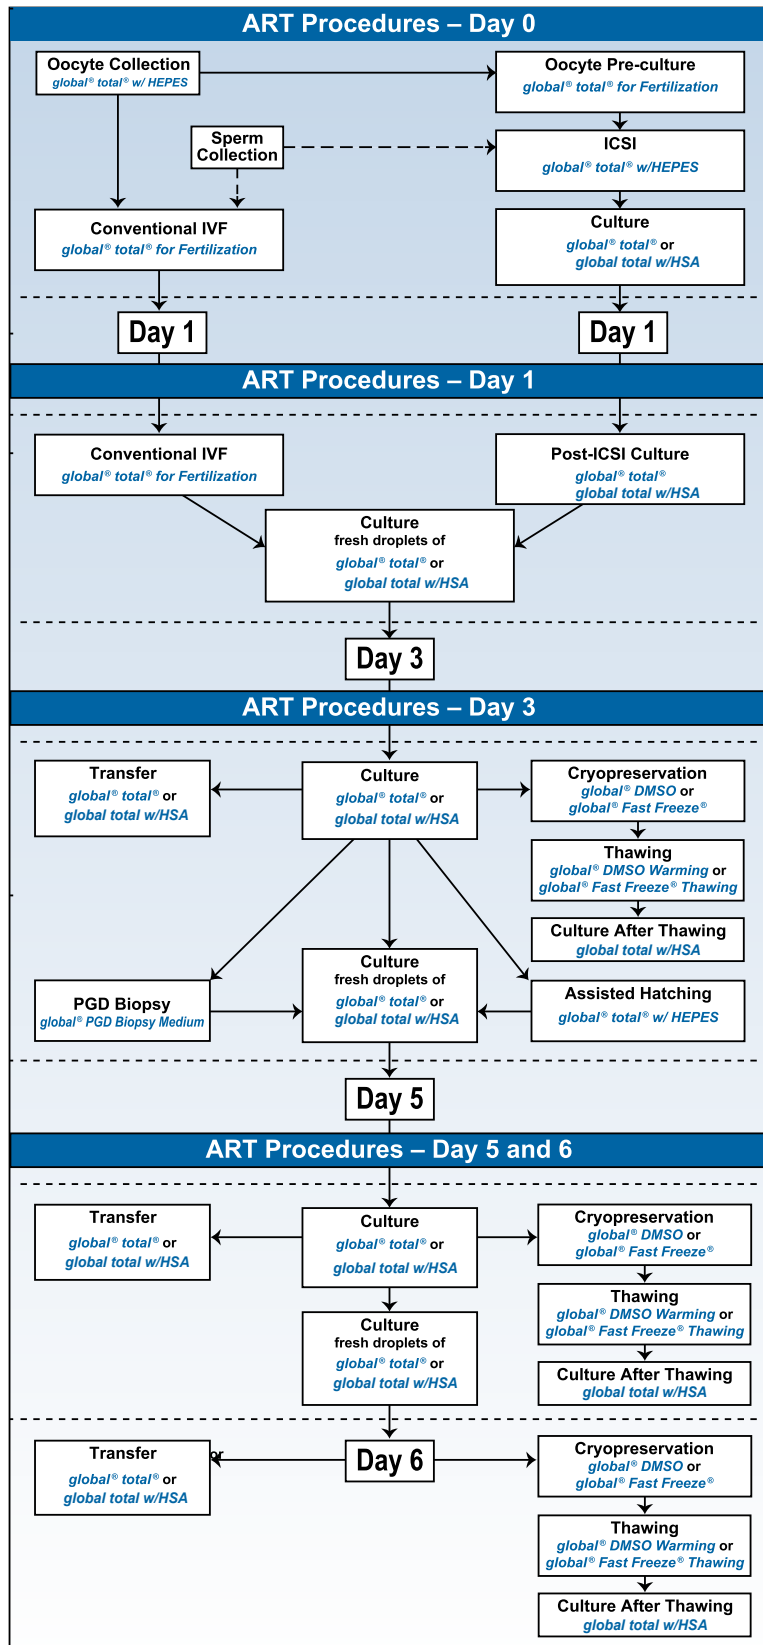 ART Procedures – Day 0
Oocyte Collection
global® total® w/ HEPES
Oocyte Pre-culture
global® total® for Fertilization
Sperm
Collection
ICSI
global® total® w/HEPES
Conventional IVF
global® total® for Fertilization
Culture
global® total® or
global total w/HSA
Day 1
Day 1
ART Procedures – Day 1
Conventional IVF
global® total® for Fertilization
Post-ICSI Culture
global® total®
global total w/HSA
Culture
fresh droplets of
global® total® or
global total w/HSA
Day 3
ART Procedures – Day 3
Transfer
global® total® or
global total w/HSA
Culture
global® total® or
global total w/HSA
Cryopreservation
global® DMSO or
global® Fast Freeze®
Thawing
global® DMSO Warming or
global® Fast Freeze® Thawing
Culture After Thawing
global total w/HSA
PGD Biopsy
global® PGD Biopsy Medium
Culture
fresh droplets of
global® total® or
global total w/HSA
Assisted Hatching
global® total® w/ HEPES
Day 5
ART Procedures – Day 5 and 6
Transfer
global® total® or
global total w/HSA
Culture
global® total® or
global total w/HSA
Cryopreservation
global® DMSO or
global® Fast Freeze®
Thawing
global® DMSO Warming or
global® Fast Freeze® Thawing
Culture
fresh droplets of
global® total® or
global total w/HSA
Culture After Thawing
global total w/HSA
Transfer
or
global® total® or
global total w/HSA
Day 6
Cryopreservation
global® DMSO or
global® Fast Freeze®
Thawing
global® DMSO Warming or
global® Fast Freeze® Thawing
Culture After Thawing
global total w/HSA